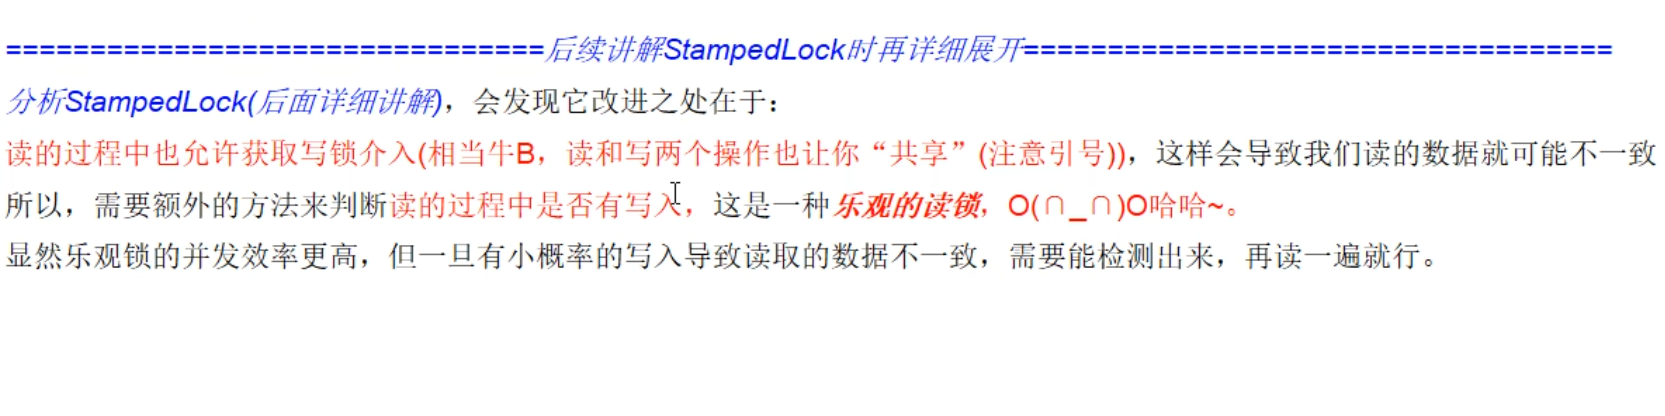 ================================后续讲解StampedLock时再详细展开===================================
分析StampedLock(后面详细讲解)，会发现它改进之处在于：
读的过程中也允许获取写锁介入(相当牛B，读和写两个操作也让你“共享”(注意引号))，这样会导致我们读的数据就可能不一致
所以，需要额外的方法来判断读的过程中是否有写入，这是一种乐观的读锁，O(∩_∩)O哈哈~。
显然乐观锁的并发效率更高，但一旦有小概率的写入导致读取的数据不一致，需要能检测出来，再读一遍就行。